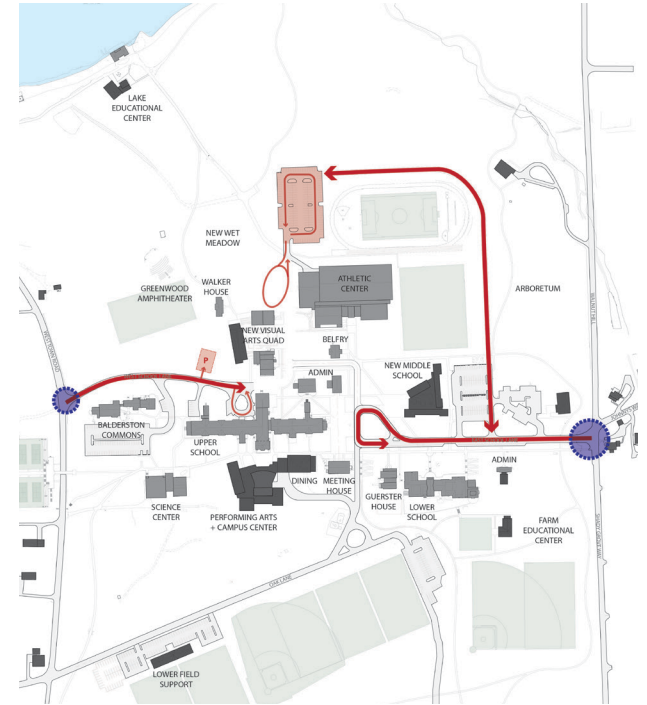 LAKE
EDUCATIONAL
CENTER
NEW WET
MEADOW
GREENWOOD
AMPHITHEATER
WALKER
HOUSE
ATHLETIC
CENTER
ARBORETUM
NEW VISUAL
ARTS QUAD
BELFRY
P
ADMIN
NEW MIDDLE
SCHOOL
BALDERSTON
COMMONS
UPPER
SCHOOL
DINING
MEETING
HOUSE
ADMIN
GUERSTER
HOUSE
LOWER
SCHOOL
SCIENCE
CENTER
PERFORMING ARTS
+ CAMPUS CENTER
FARM
EDUCATIONAL
CENTER
OAK LANE
LOWER FIELD
SUPPORT